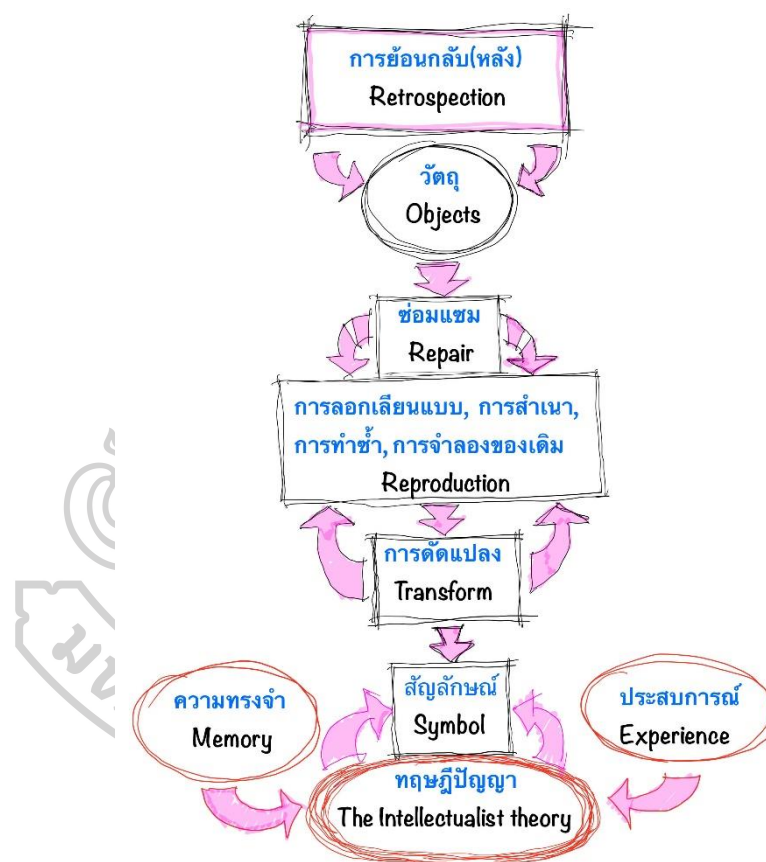 การย้อนกลับ(หลัง)
Retrospection
วัตถุ
Objects
ซ่อมแซม
Repair
การลอกเลียนแบบ, การสำเนา,
การทำซ้ำ, การจำลองของเดิม
Reproduction
การดัดแปลง
Transform
สัญลักษณ์
Symbol
ความทรงจำ
Memory
ประสบการณ์
Experience
ทฤษฎีปัญญา
The Intellectualist theory